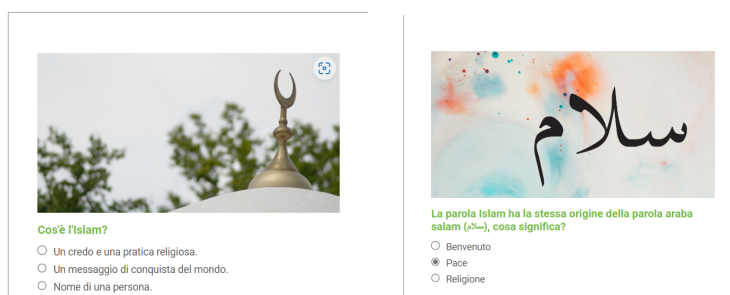 Cos'è l'Islam?
Un credo e una pratica religiosa.
Un messaggio di conquista del mondo.
Nome di una persona.
سلام
La parola Islam ha la stessa origine della parola araba
salam (سلام), cosa significa?
Benvenuto
Pace
Religione